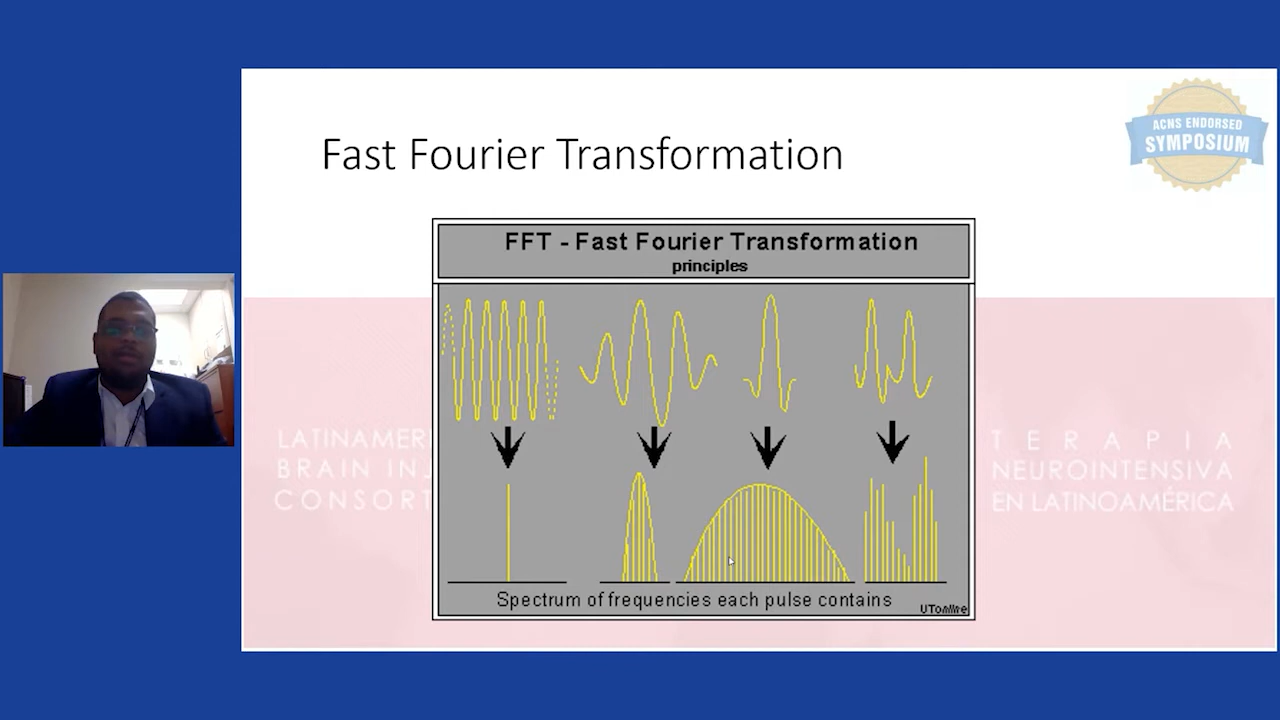 Fast Fourier Transformation
ACNS ENDORSED
SYMPOSIUM
FFT - Fast Fourier Transformation
principles
Spectrum of frequencies each pulse contains
UTonline
LATINAMERI
BRAIN INJ
CONSORT
TERAPIA
NEUROINTENSIVA
EN LATINOAMÉRICA